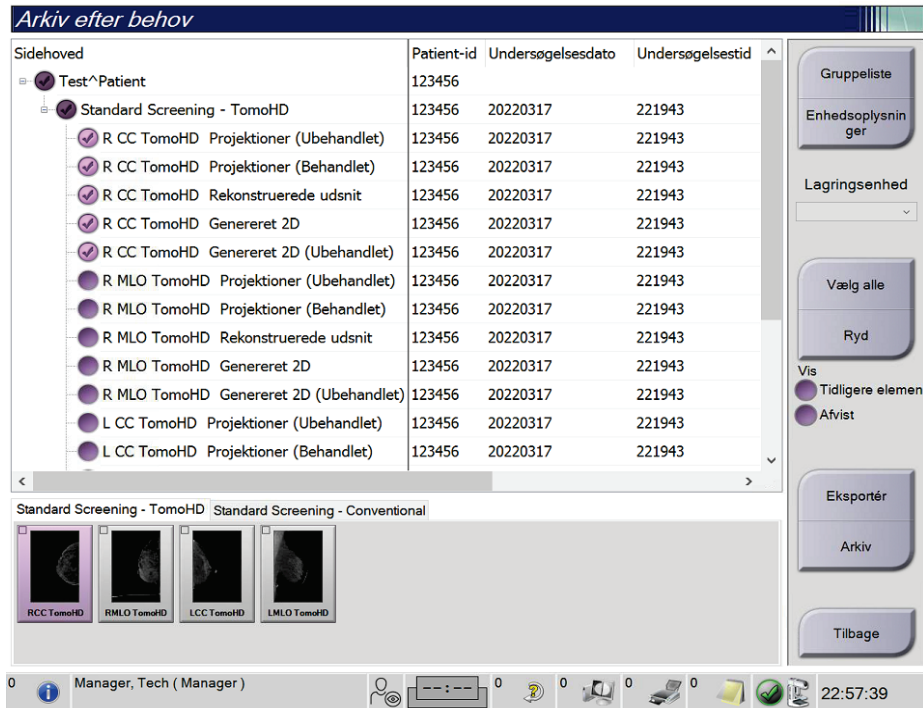 Arkiv efter behov
Sidehoved Patient-id Undersøgelsesdato Undersøgelsestid
Test^Patient 123456
Standard Screening - TomoHD 123456 20220317 221943
R CC TomoHD Projektioner (Ubehandlet) 123456 20220317 221943
R CC TomoHD Projektioner (Behandlet) 123456 20220317 221943
R CC TomoHD Rekonstruerede udsnit 123456 20220317 221943
R CC TomoHD Genereret 2D 123456 20220317 221943
R CC TomoHD Genereret 2D (Ubehandlet) 123456 20220317 221943
R MLO TomoHD Projektioner (Ubehandlet) 123456 20220317 221943
R MLO TomoHD Projektioner (Behandlet) 123456 20220317 221943
R MLO TomoHD Rekonstruerede udsnit 123456 20220317 221943
R MLO TomoHD Genereret 2D 123456 20220317 221943
R MLO TomoHD Genereret 2D (Ubehandlet) 123456 20220317 221943
L CC TomoHD Projektioner (Ubehandlet) 123456 20220317 221943
L CC TomoHD Projektioner (Behandlet) 123456 20220317 221943
Gruppeliste
Enhedsoplysnin
ger
Lagringsenhed
Vælg alle
Ryd
Vis
Tidligere elemen
Afvist
Eksportér
Arkiv
Tilbage
Standard Screening - TomoHD Standard Screening - Conventional
RCC TomoHD RMLO TomoHD LCC TomoHD LMLO TomoHD
0 Manager, Tech ( Manager ) --:-- 0 0 0 0 22:57:39